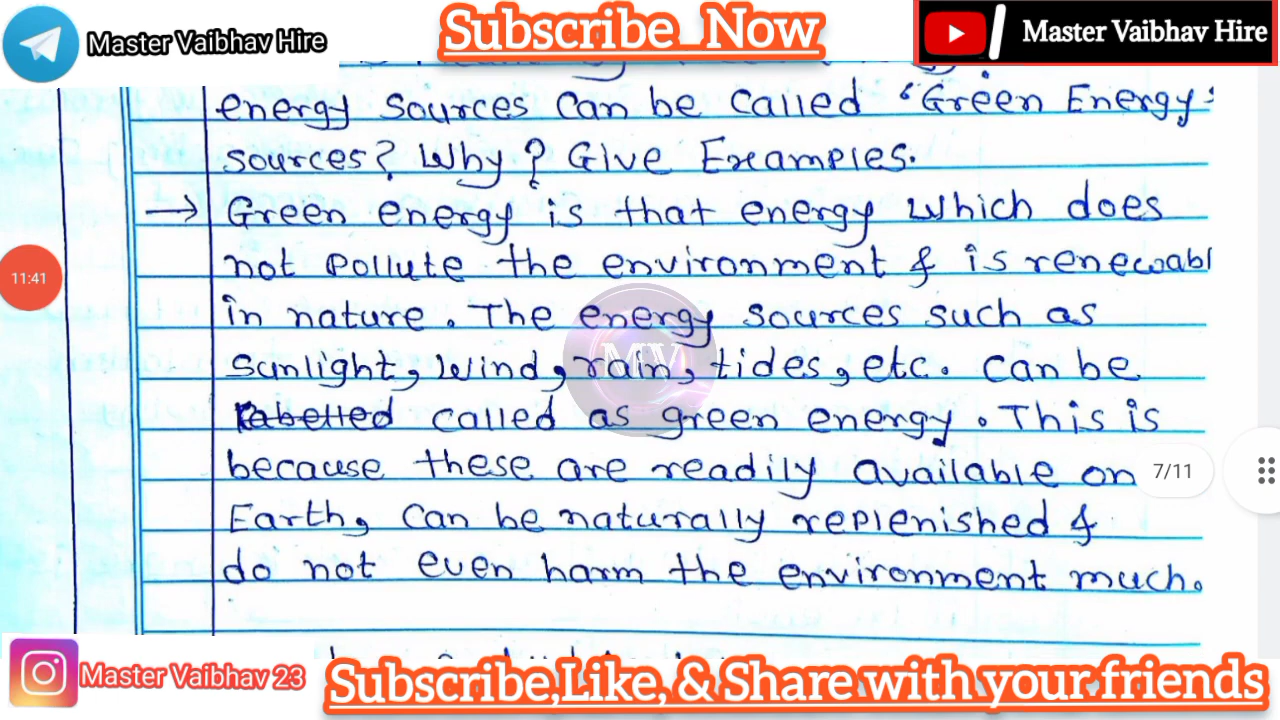 Master Vaibhav Hire
Subscribe Now
Master Vaibhav Hire
energy sources can be called 'Green Energy'
sources? Why? Give Examples.
→ Green energy is that energy which does
11:41
not pollute the environment & is renewabl
in nature. The energy sources such as
MV
Sunlight, wind, rain, tides, etc. can be
labelled called as green energy. This is
because these are readily available on
7/11
Earth, can be naturally replenished &
do not even harm the environment much.
Master Vaibhav 23
Subscribe,Like, & Share with your friends